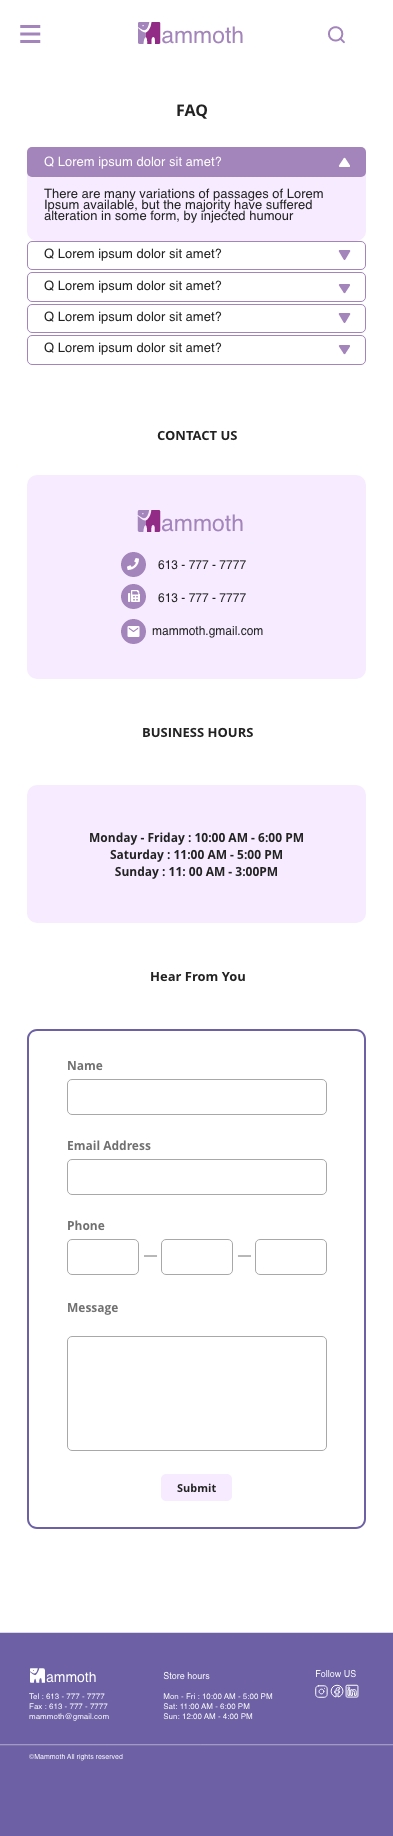 Mammoth
FAQ
Q Lorem ipsum dolor sit amet?
There are many variations of passages of Lorem
Ipsum available, but the majority have suffered
alteration in some form, by injected humour
Q Lorem ipsum dolor sit amet?
Q Lorem ipsum dolor sit amet?
Q Lorem ipsum dolor sit amet?
Q Lorem ipsum dolor sit amet?
CONTACT US
Mammoth
613 - 777 - 7777
613 - 777 - 7777
mammoth.gmail.com
BUSINESS HOURS
Monday - Friday : 10:00 AM - 6:00 PM
Saturday : 11:00 AM - 5:00 PM
Sunday : 11: 00 AM - 3:00PM
Hear From You
Name
Email Address
Phone
Message
Submit
Mammoth
Tel : 613 - 777 - 7777
Fax : 613 - 777 - 7777
mammoth@gmail.com
Store hours
Mon - Fri : 10:00 AM - 5:00 PM
Sat: 11:00 AM - 6:00 PM
Sun: 12:00 AM - 4:00 PM
Follow US
©Mammoth All rights reserved